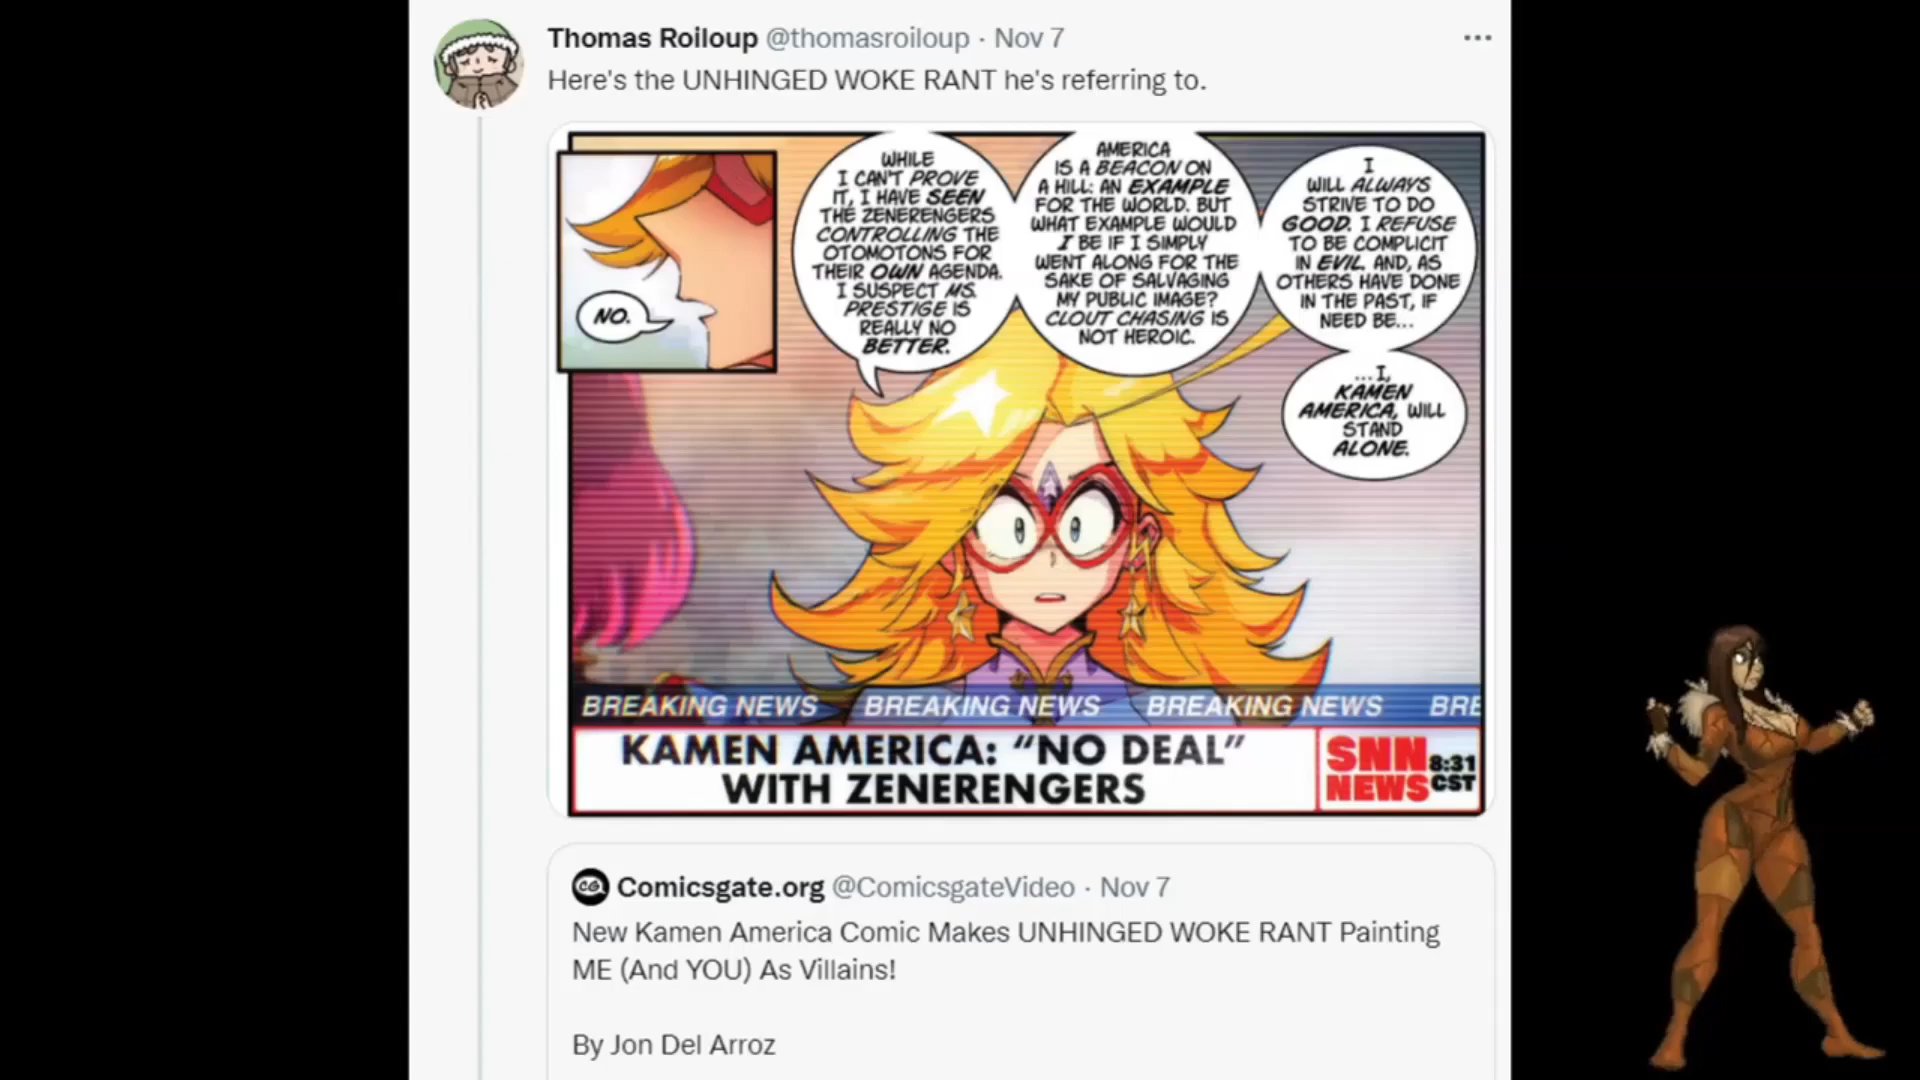 Thomas Roiloup @thomasroiloup · Nov 7
Here's the UNHINGED WOKE RANT he's referring to.
NO.
WHILE
I CAN'T PROVE
IT, I HAVE SEEN
THE ZENERENGERS
CONTROLLING THE
OTOMOTONS FOR
THEIR OWN AGENDA.
I SUSPECT MS.
PRESTIGE IS
REALLY NO
BETTER.
AMERICA
IS A BEACON ON
A HILL: AN EXAMPLE
FOR THE WORLD. BUT
WHAT EXAMPLE WOULD
I BE IF I SIMPLY
WENT ALONG FOR THE
SAKE OF SALVAGING
MY PUBLIC IMAGE?
CLOUT CHASING IS
NOT HEROIC.
I
WILL ALWAYS
STRIVE TO DO
GOOD. I REFUSE
TO BE COMPLICIT
IN EVIL. AND, AS
OTHERS HAVE DONE
IN THE PAST, IF
NEED BE...
...I,
KAMEN
AMERICA, WILL
STAND
ALONE.
BREAKING NEWS BREAKING NEWS BREAKING NEWS BRE
KAMEN AMERICA: “NO DEAL”
WITH ZENERENGERS
SNN
NEWS
8:31
CST
CG
Comicsgate.org @ComicsgateVideo · Nov 7
New Kamen America Comic Makes UNHINGED WOKE RANT Painting
ME (And YOU) As Villains!
By Jon Del Arroz